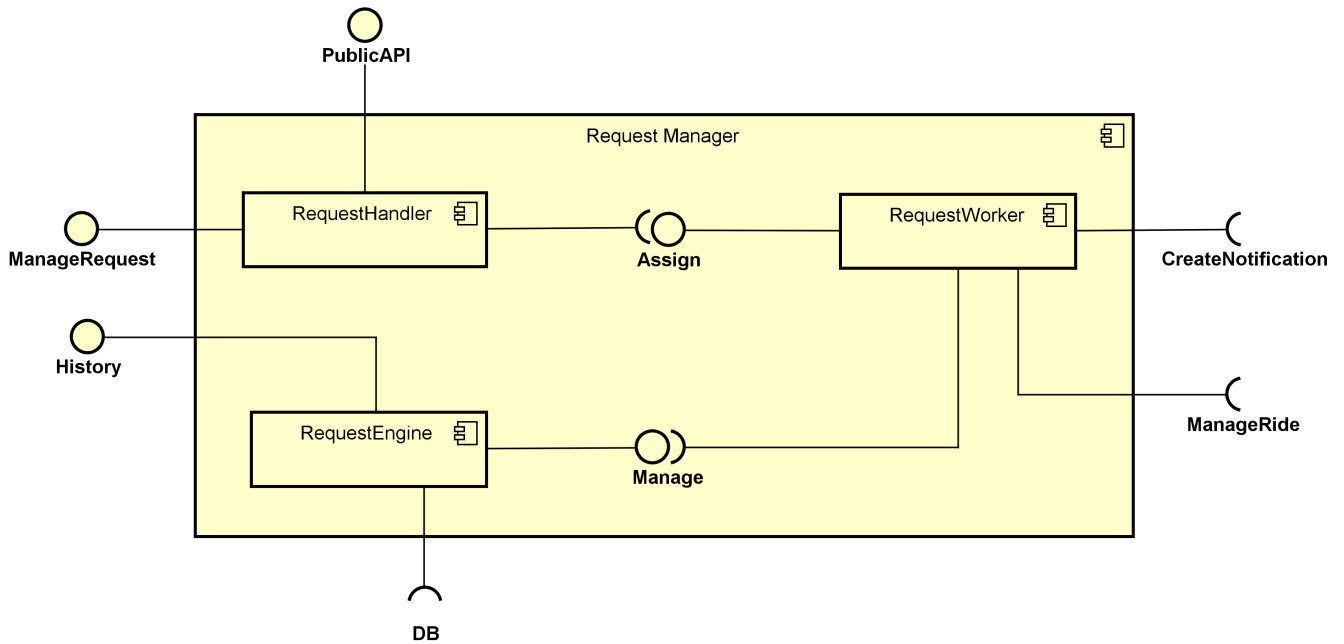 PublicAPI
Request Manager
RequestHandler
RequestWorker
ManageRequest
Assign
CreateNotification
History
ManageRide
RequestEngine
Manage
DB